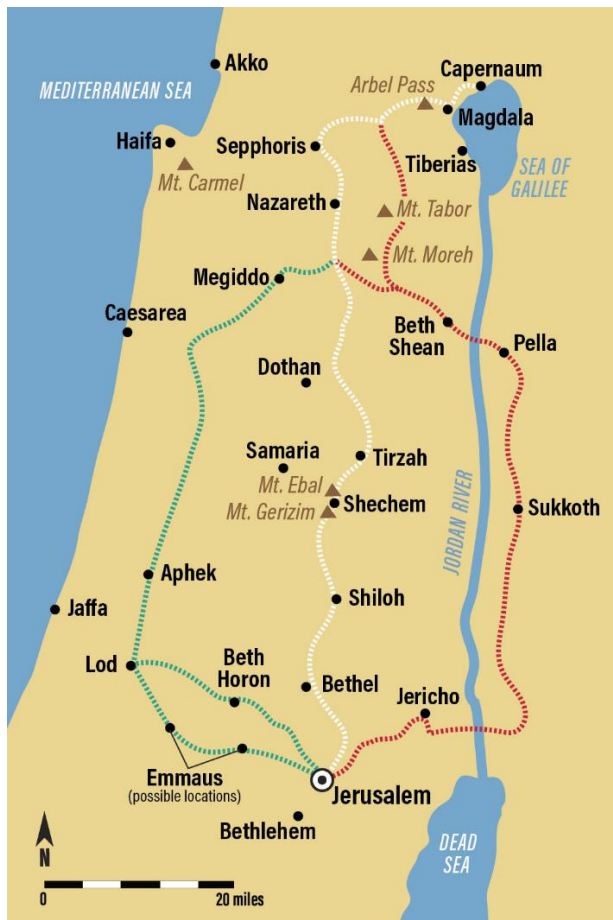 Akko
MEDITERRANEAN SEA
Capernaum
Arbel Pass
Magdala
Haifa
Sepphoris
Tiberias
SEA OF
GALILEE
Mt. Carmel
Nazareth
Mt. Tabor
Mt. Moreh
Megiddo
Caesarea
Beth
Shean
Pella
Dothan
Samaria
Tirzah
Mt. Ebal
Shechem
Mt. Gerizim
Sukkoth
JORDAN RIVER
Aphek
Jaffa
Shiloh
Lod
Beth
Horon
Bethel
Jericho
Emmaus
(possible locations)
Jerusalem
Bethlehem
DEAD
SEA
N
0
20 miles